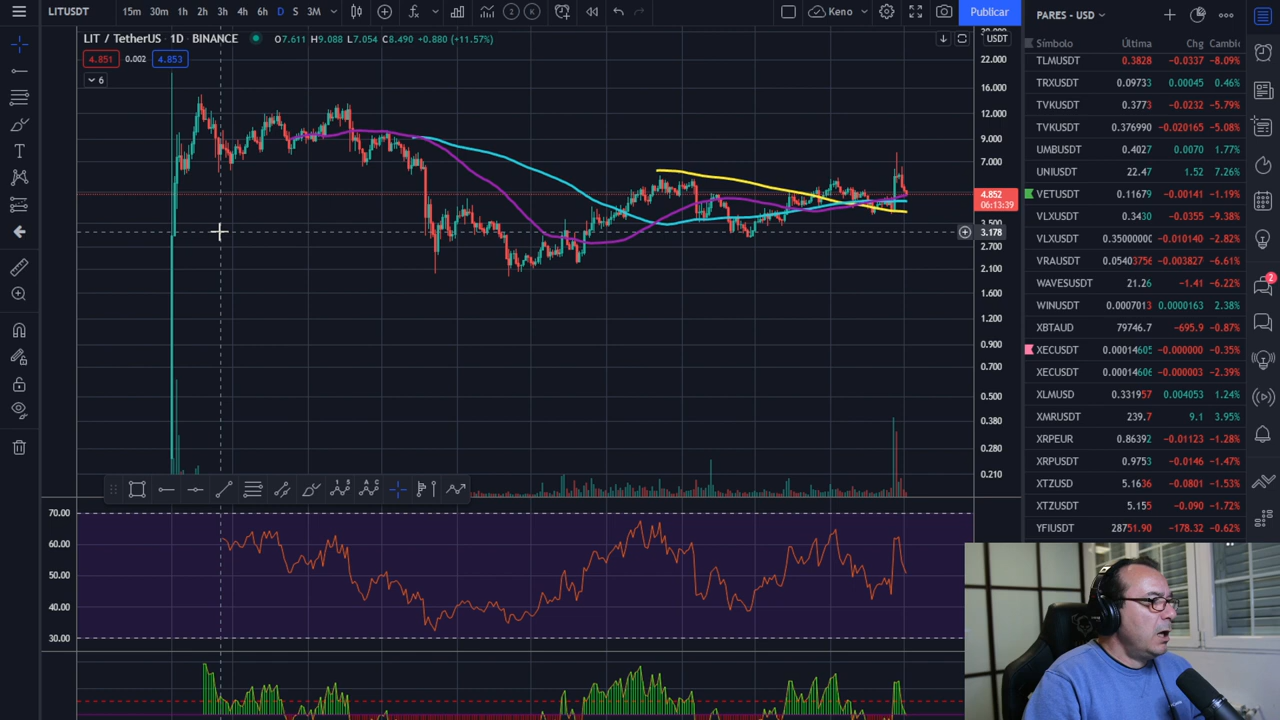 LITUSDT 15m 30m 1h 2h 3h 4h 6h D S 3M 2 K Keno Publicar
LIT / TetherUS 1D BINANCE O7.611 H9.088 L7.054 C8.490 +0.880 (+11.57%)
4.851 0.002 4.853
6
USDT
22.000
16.000
12.000
9.000
7.000
4.852
06:13:39
3.500
3.178
2.700
2.100
1.600
1.200
0.900
0.700
0.500
0.380
0.280
0.210
70.00
60.00
50.00
40.00
30.00
PARES - USD
Símbolo Última Chg Cambio
TLMUSDT 0.3828 -0.0337 -8.09%
TRXUSDT 0.09733 0.00045 0.46%
TVKUSDT 0.3773 -0.0232 -5.79%
TVKUSDT 0.376990 -0.020165 -5.08%
UMBUSDT 0.4027 0.0070 1.77%
UNIUSDT 22.47 1.52 7.26%
VETUSDT 0.11679 -0.00141 -1.19%
VLXUSDT 0.3430 -0.0355 -9.38%
VLXUSDT 0.35000000 -0.010140 -2.82%
VRAUSDT 0.05403756 -0.003827 -6.61%
WAVESUSDT 21.26 -1.41 -6.22%
WINUSDT 0.0007013 0.0000163 2.38%
XBTAUD 79746.7 -695.9 -0.87%
XECUSDT 0.00014605 -0.000000 -0.35%
XECUSDT 0.00014606 -0.000003 -2.39%
XLMUSD 0.331957 0.004053 1.24%
XMRUSDT 239.7 9.1 3.95%
XRPEUR 0.86392 -0.01123 -1.28%
XRPUSDT 0.9753 -0.0146 -1.47%
XTZUSD 5.1636 -0.0801 -1.53%
XTZUSDT 5.155 -0.090 -1.72%
YFIUSDT 28751.90 -178.32 -0.62%
2